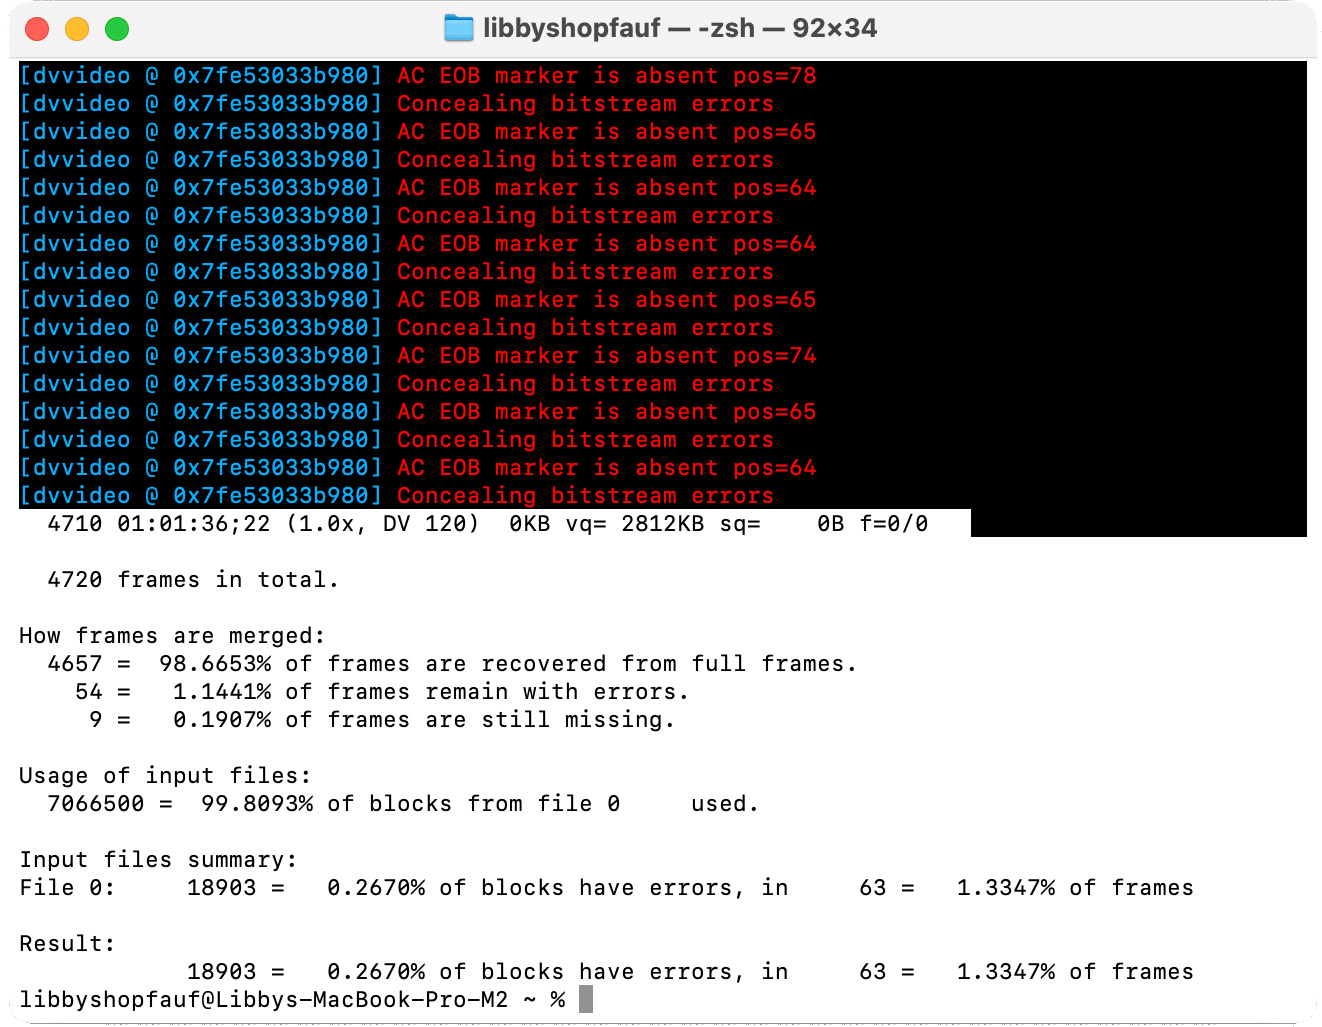 libbyshopfauf — -zsh — 92×34
[dvvideo @ 0x7fe53033b980] AC EOB marker is absent pos=78
[dvvideo @ 0x7fe53033b980] Concealing bitstream errors
[dvvideo @ 0x7fe53033b980] AC EOB marker is absent pos=65
[dvvideo @ 0x7fe53033b980] Concealing bitstream errors
[dvvideo @ 0x7fe53033b980] AC EOB marker is absent pos=64
[dvvideo @ 0x7fe53033b980] Concealing bitstream errors
[dvvideo @ 0x7fe53033b980] AC EOB marker is absent pos=64
[dvvideo @ 0x7fe53033b980] Concealing bitstream errors
[dvvideo @ 0x7fe53033b980] AC EOB marker is absent pos=65
[dvvideo @ 0x7fe53033b980] Concealing bitstream errors
[dvvideo @ 0x7fe53033b980] AC EOB marker is absent pos=74
[dvvideo @ 0x7fe53033b980] Concealing bitstream errors
[dvvideo @ 0x7fe53033b980] AC EOB marker is absent pos=65
[dvvideo @ 0x7fe53033b980] Concealing bitstream errors
[dvvideo @ 0x7fe53033b980] AC EOB marker is absent pos=64
[dvvideo @ 0x7fe53033b980] Concealing bitstream errors
  4710 01:01:36;22 (1.0x, DV 120)  0KB vq= 2812KB sq=    0B f=0/0
  4720 frames in total.
How frames are merged:
  4657 =  98.6653% of frames are recovered from full frames.
    54 =   1.1441% of frames remain with errors.
     9 =   0.1907% of frames are still missing.
Usage of input files:
  7066500 =  99.8093% of blocks from file 0     used.
Input files summary:
File 0:     18903 =   0.2670% of blocks have errors, in     63 =   1.3347% of frames
Result:
            18903 =   0.2670% of blocks have errors, in     63 =   1.3347% of frames
libbyshopfauf@Libbys-MacBook-Pro-M2 ~ %